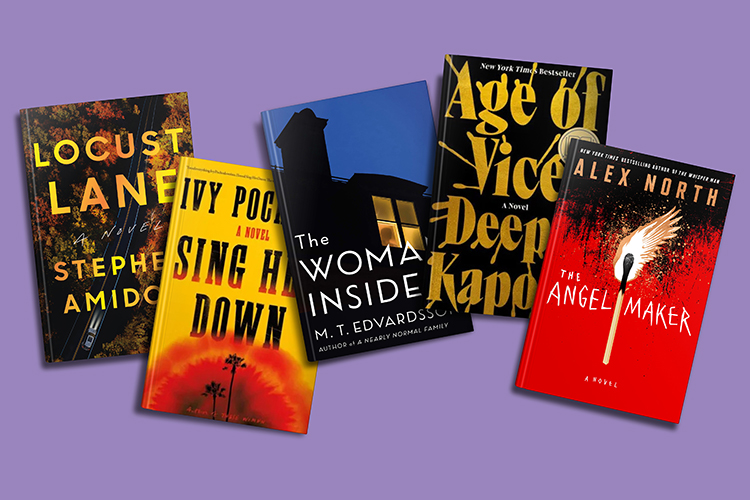 LOCUST
LANE
A NOVEL
STEPHE
AMIDO
IVY POC
A NOVEL
SING HE
DOWN
The
WOMA
INSIDE
M. T. EDVARDSSO
AUTHOR of A NEARLY NORMAL FAMILY
New York Times Bestseller
Age of
Vice
A Novel
Deep
Kapo
NEW YORK TIMES BESTSELLING AUTHOR OF THE WHISPER MAN
ALEX NORTH
THE
ANGEL MAKER
A NOVEL